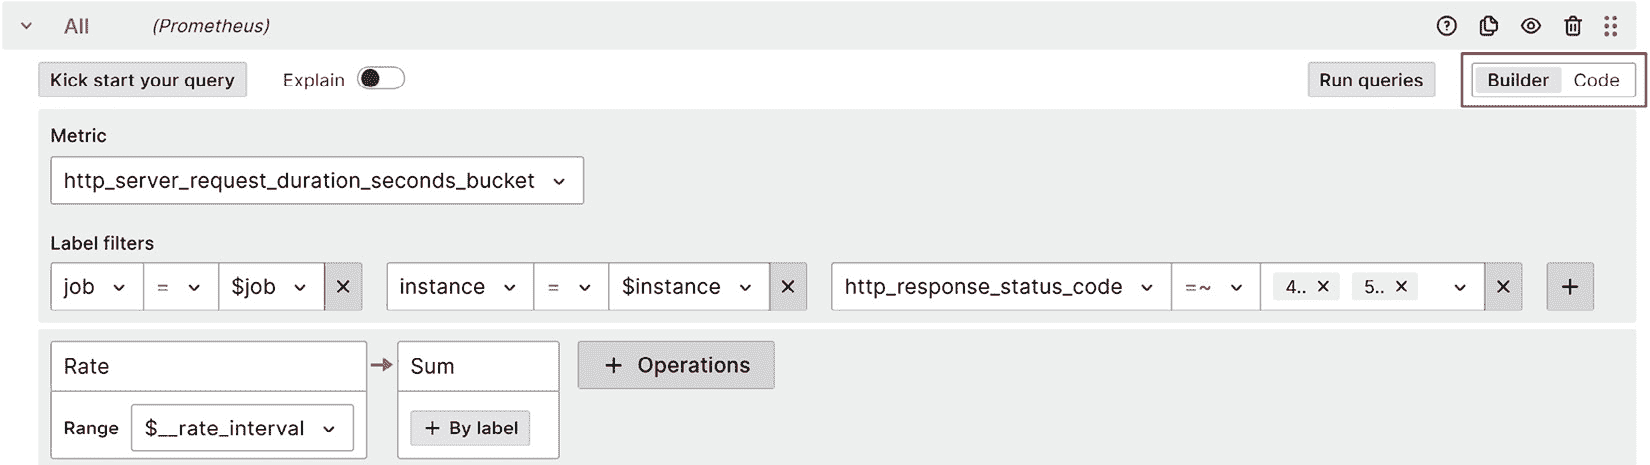 All (Prometheus)
Kick start your query Explain Run queries Builder Code
Metric
http_server_request_duration_seconds_bucket
Label filters
job = $job instance = $instance http_response_status_code =~ 4.. 5..
Rate Sum + Operations
Range $__rate_interval + By label